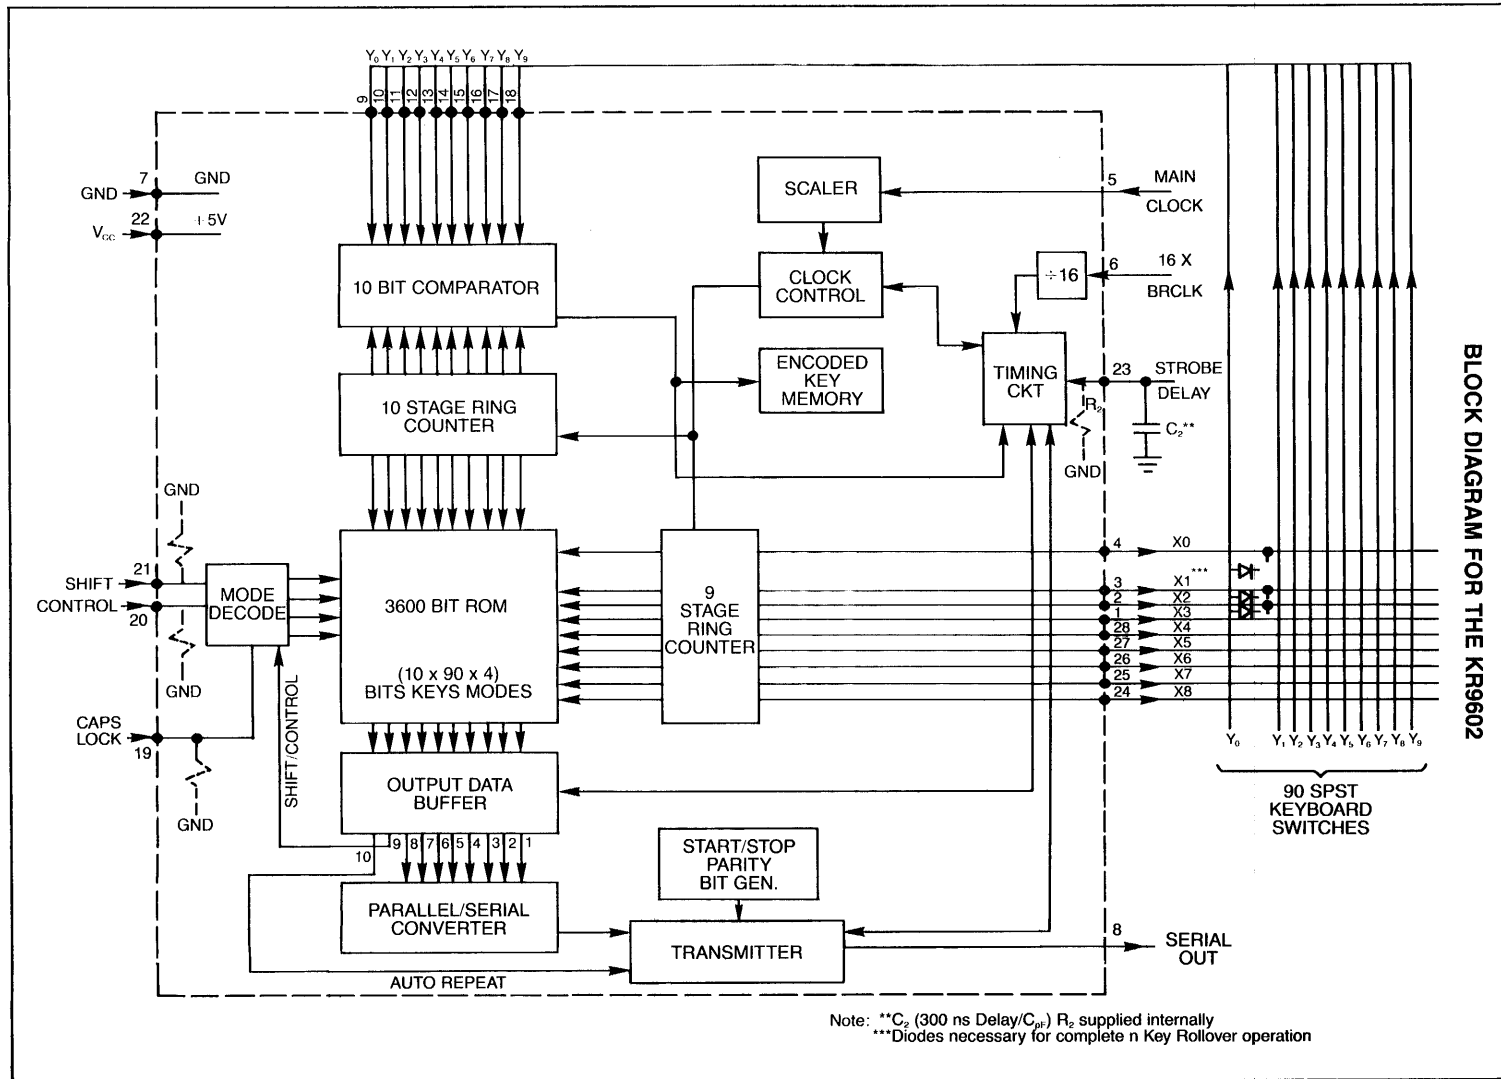 BLOCK DIAGRAM FOR THE KR9602
Y₀ Y₁ Y₂ Y₃ Y₄ Y₅ Y₆ Y₇ Y₈ Y₉
9 10 11 12 13 14 15 16 17 18
7 GND
GND
22 +5V
V_CC
10 BIT COMPARATOR
SCALER
5 MAIN
CLOCK
CLOCK
CONTROL
÷16
6 16 X
BRCLK
10 STAGE RING
COUNTER
ENCODED
KEY
MEMORY
TIMING
CKT
23 STROBE
DELAY
R₂
C₂**
GND
GND
21
SHIFT
CONTROL
20
MODE
DECODE
GND
3600 BIT ROM
(10 x 90 x 4)
BITS KEYS MODES
9
STAGE
RING
COUNTER
4 X0
3 X1***
2 X2
1 X3
28 X4
27 X5
26 X6
25 X7
24 X8
CAPS
LOCK
19
GND
SHIFT/CONTROL
Y₀ Y₁ Y₂ Y₃ Y₄ Y₅ Y₆ Y₇ Y₈ Y₉
90 SPST
KEYBOARD
SWITCHES
OUTPUT DATA
BUFFER
10 9 8 7 6 5 4 3 2 1
START/STOP
PARITY
BIT GEN.
PARALLEL/SERIAL
CONVERTER
TRANSMITTER
8 SERIAL
OUT
AUTO REPEAT
Note: **C₂ (300 ns Delay/C_pF) R₂ supplied internally
***Diodes necessary for complete n Key Rollover operation